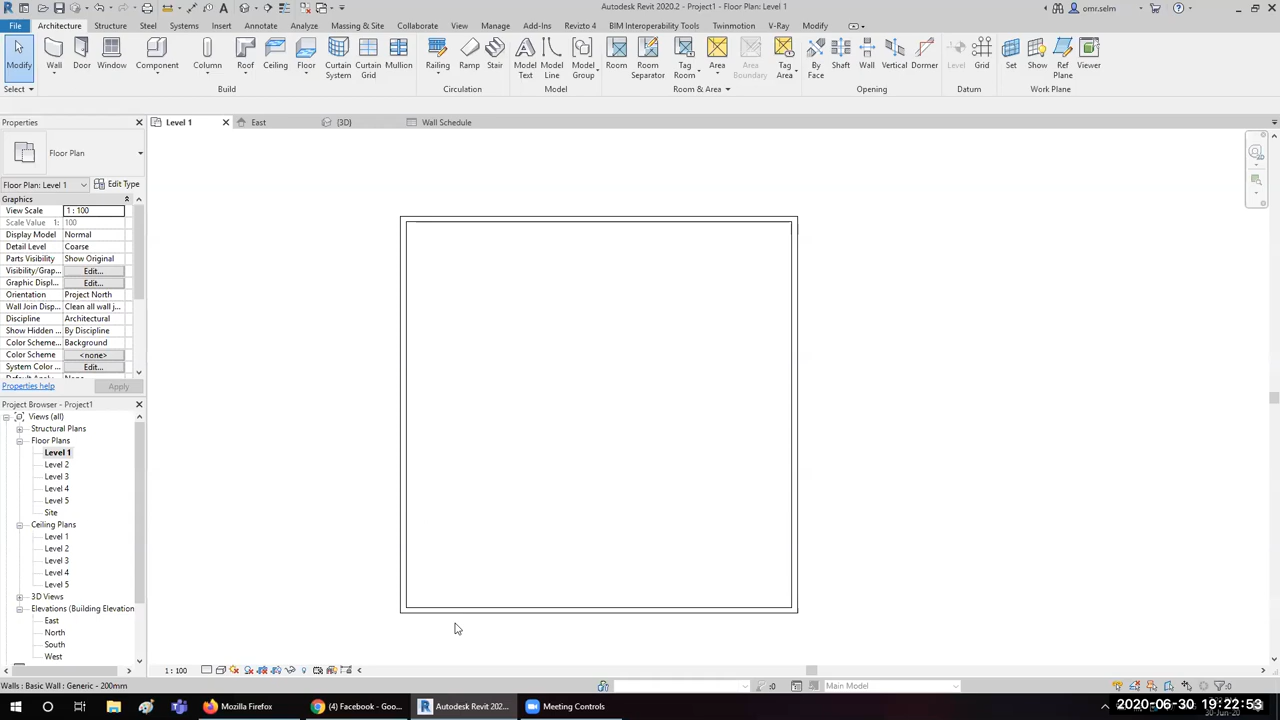 Autodesk Revit 2020.2 - Project1 - Floor Plan: Level 1
omr.selm
File Architecture Structure Steel Systems Insert Annotate Analyze Massing & Site Collaborate View Manage Add-Ins Revizto 4 BIM Interoperability Tools Twinmotion V-Ray Modify
Modify Wall Door Window Component Column Roof Ceiling Floor Curtain System Curtain Grid Mullion Railing Ramp Stair Model Text Model Line Model Group Room Room Separator Tag Room Area Area Boundary Tag Area By Face Shaft Wall Vertical Dormer Level Grid Set Show Ref Plane Viewer
Select Build Circulation Model Room & Area Opening Datum Work Plane
Properties
Level 1 East {3D} Wall Schedule
Floor Plan
Floor Plan: Level 1 Edit Type
Graphics
View Scale 1 : 100
Scale Value 1: 100
Display Model Normal
Detail Level Coarse
Parts Visibility Show Original
Visibility/Grap... Edit...
Graphic Displ... Edit...
Orientation Project North
Wall Join Disp... Clean all wall j...
Discipline Architectural
Show Hidden ... By Discipline
Color Scheme... Background
Color Scheme <none>
System Color ... Edit...
Properties help Apply
Project Browser - Project1
Views (all)
Structural Plans
Floor Plans
Level 1
Level 2
Level 3
Level 4
Level 5
Site
Ceiling Plans
Level 1
Level 2
Level 3
Level 4
Level 5
3D Views
Elevations (Building Elevation
East
North
South
West
1 : 100
Walls : Basic Wall : Generic - 200mm
:0 Main Model :0
Mozilla Firefox (4) Facebook - Goo... Autodesk Revit 2020... Meeting Controls
2020-06-30 19:22:53